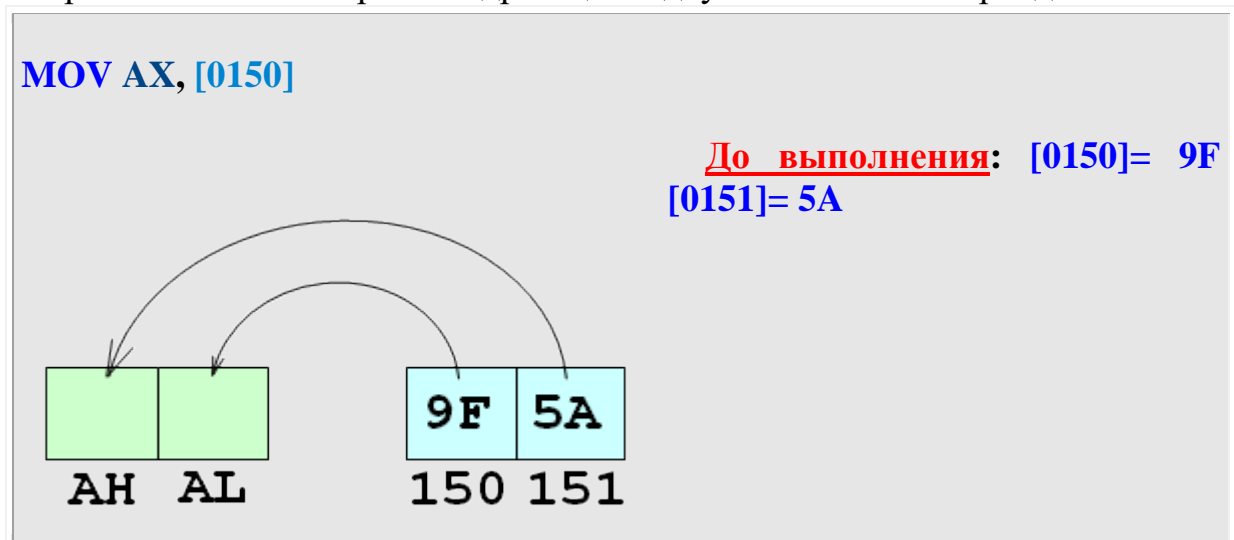 MOV AX, [0150]
До выполнения: [0150]= 9F
[0151]= 5A
9F 5A
AH AL 150 151